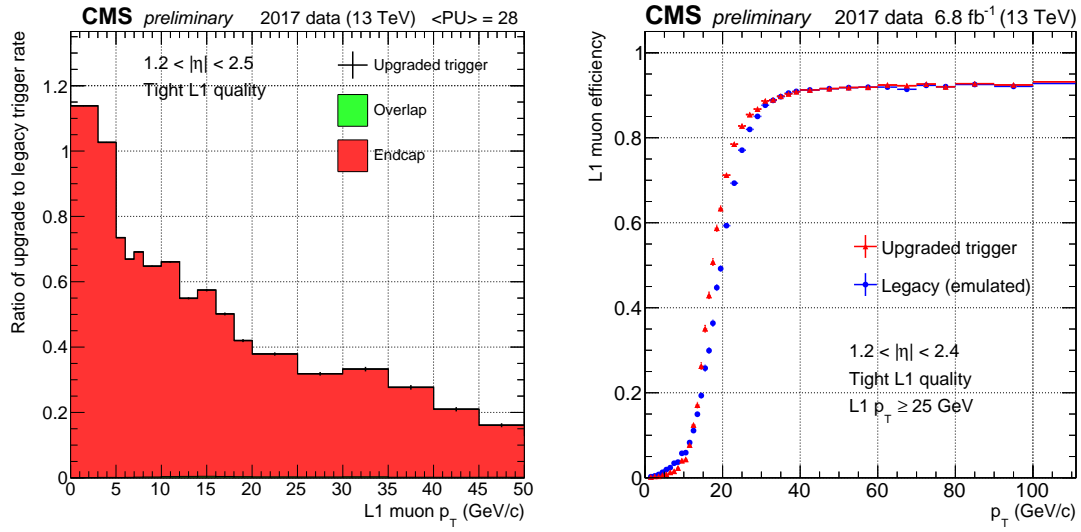 CMS preliminary 2017 data (13 TeV) <PU> = 28
Ratio of upgrade to legacy trigger rate
1.2 < |η| < 2.5
Tight L1 quality
Upgraded trigger
Overlap
Endcap
1.2
1
0.8
0.6
0.4
0.2
0
0 5 10 15 20 25 30 35 40 45 50
L1 muon p_T (GeV/c)
CMS preliminary 2017 data 6.8 fb⁻¹ (13 TeV)
L1 muon efficiency
1
0.8
0.6
0.4
0.2
0
Upgraded trigger
Legacy (emulated)
1.2 < |η| < 2.4
Tight L1 quality
L1 p_T ≥ 25 GeV
0 20 40 60 80 100
p_T (GeV/c)